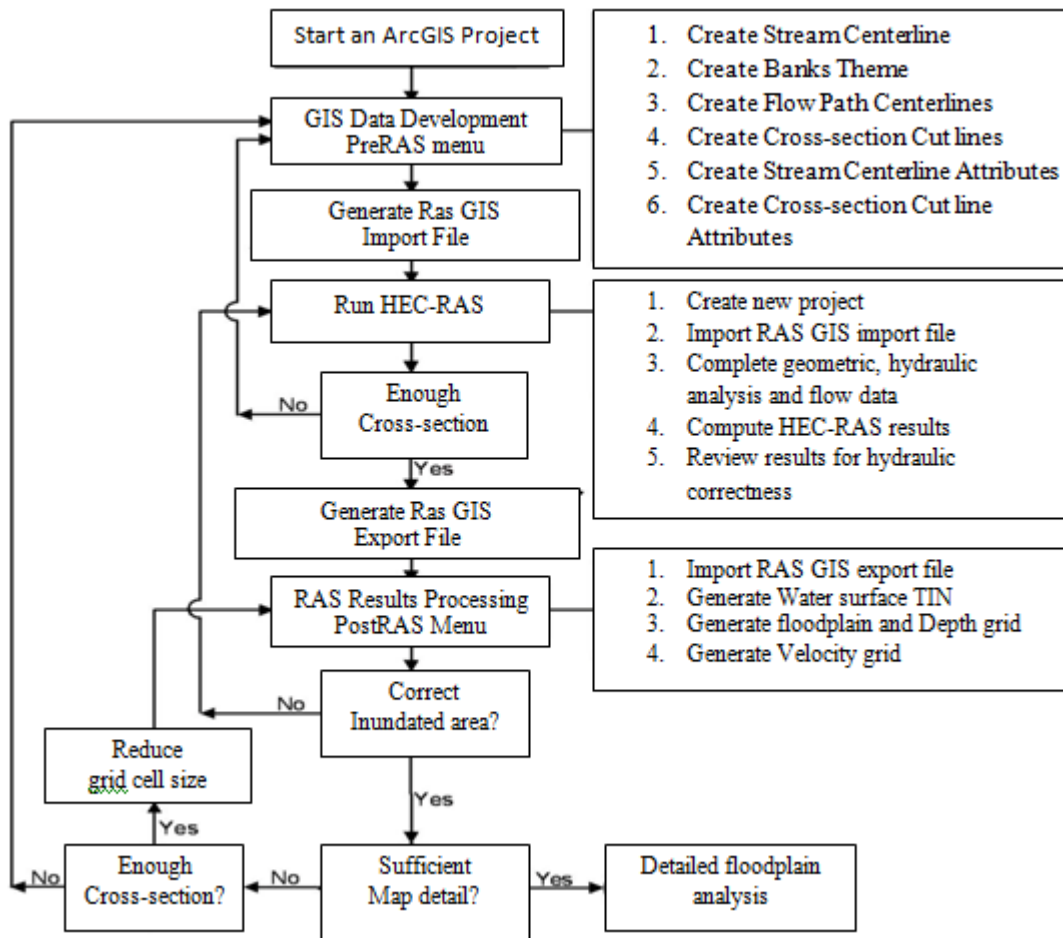 Start an ArcGIS Project
1. Create Stream Centerline
2. Create Banks Theme
3. Create Flow Path Centerlines
4. Create Cross-section Cut lines
5. Create Stream Centerline Attributes
6. Create Cross-section Cut line
Attributes
GIS Data Development
PreRAS menu
Generate Ras GIS
Import File
Run HEC-RAS
1. Create new project
2. Import RAS GIS import file
3. Complete geometric, hydraulic
analysis and flow data
4. Compute HEC-RAS results
5. Review results for hydraulic
correctness
No
Enough
Cross-section
Yes
Generate Ras GIS
Export File
RAS Results Processing
PostRAS Menu
1. Import RAS GIS export file
2. Generate Water surface TIN
3. Generate floodplain and Depth grid
4. Generate Velocity grid
No
Correct
Inundated area?
Reduce
grid cell size
Yes
Yes
No
Enough
Cross-section?
No
Sufficient
Map detail?
Yes
Detailed floodplain
analysis